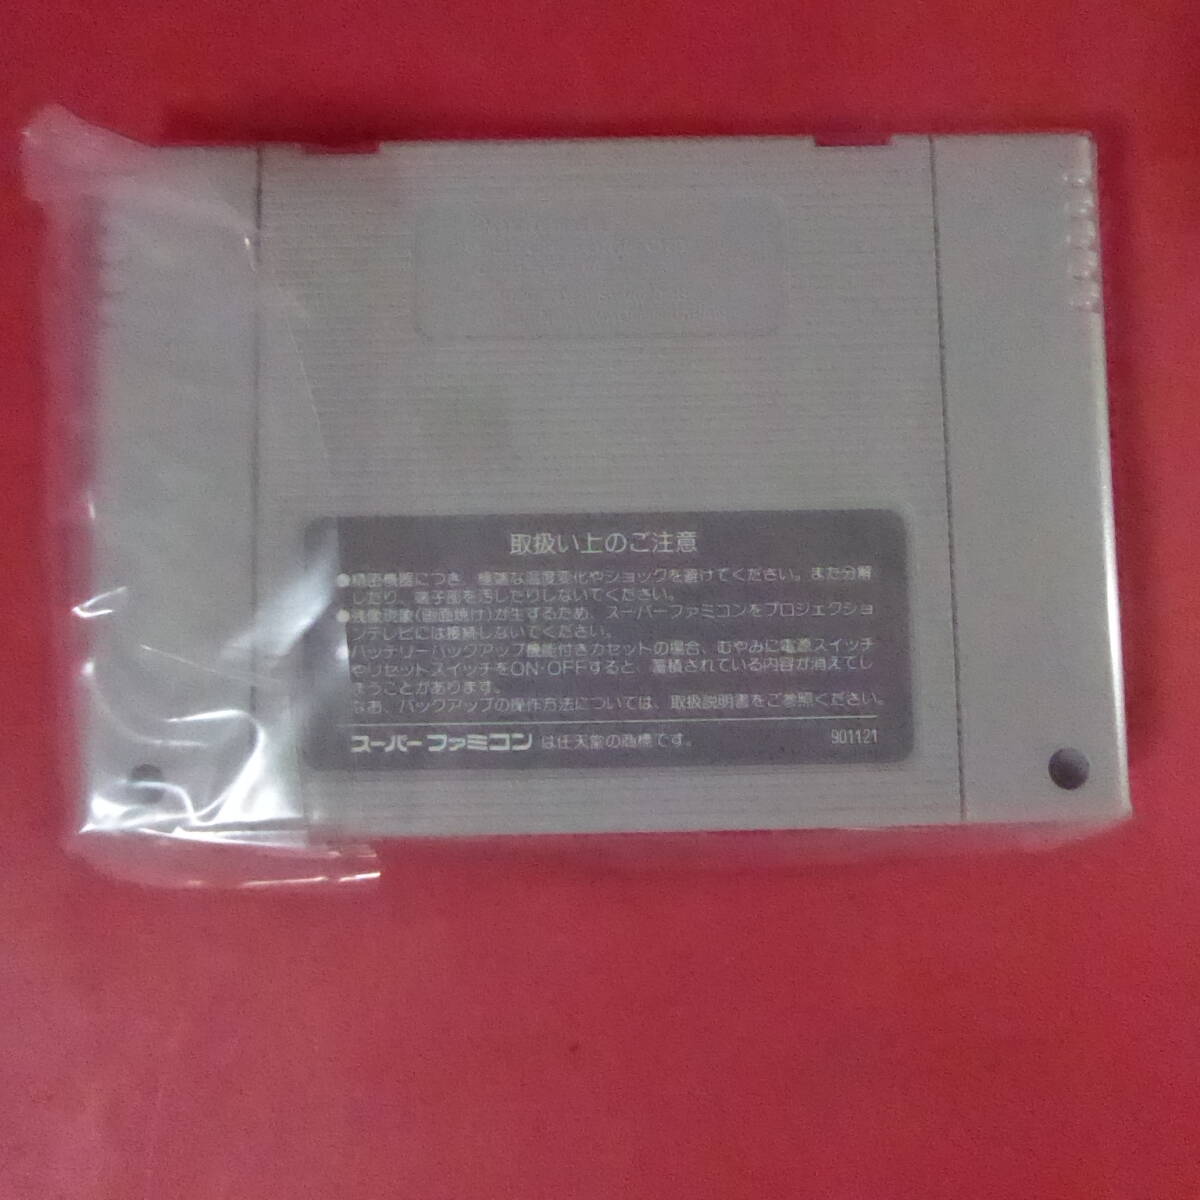 取扱い上のご注意
●精密機器につき、極端な温度変化やショックを避けてください。また分解
したり、端子部を汚したりしないでください。
●残像現象(画面焼け)が生ずるため、スーパーファミコンをプロジェクショ
ンテレビには接続しないでください。
バッテリーバックアップ機能付きカセットの場合、むやみに電源スイッチ
やリセットスイッチをON・OFFすると、蓄積されている内容が消えてし
まうことがあります。
なお、バックアップの操作方法については、取扱説明書をご参照ください。
スーパーファミコン は任天堂の商標です。 901121